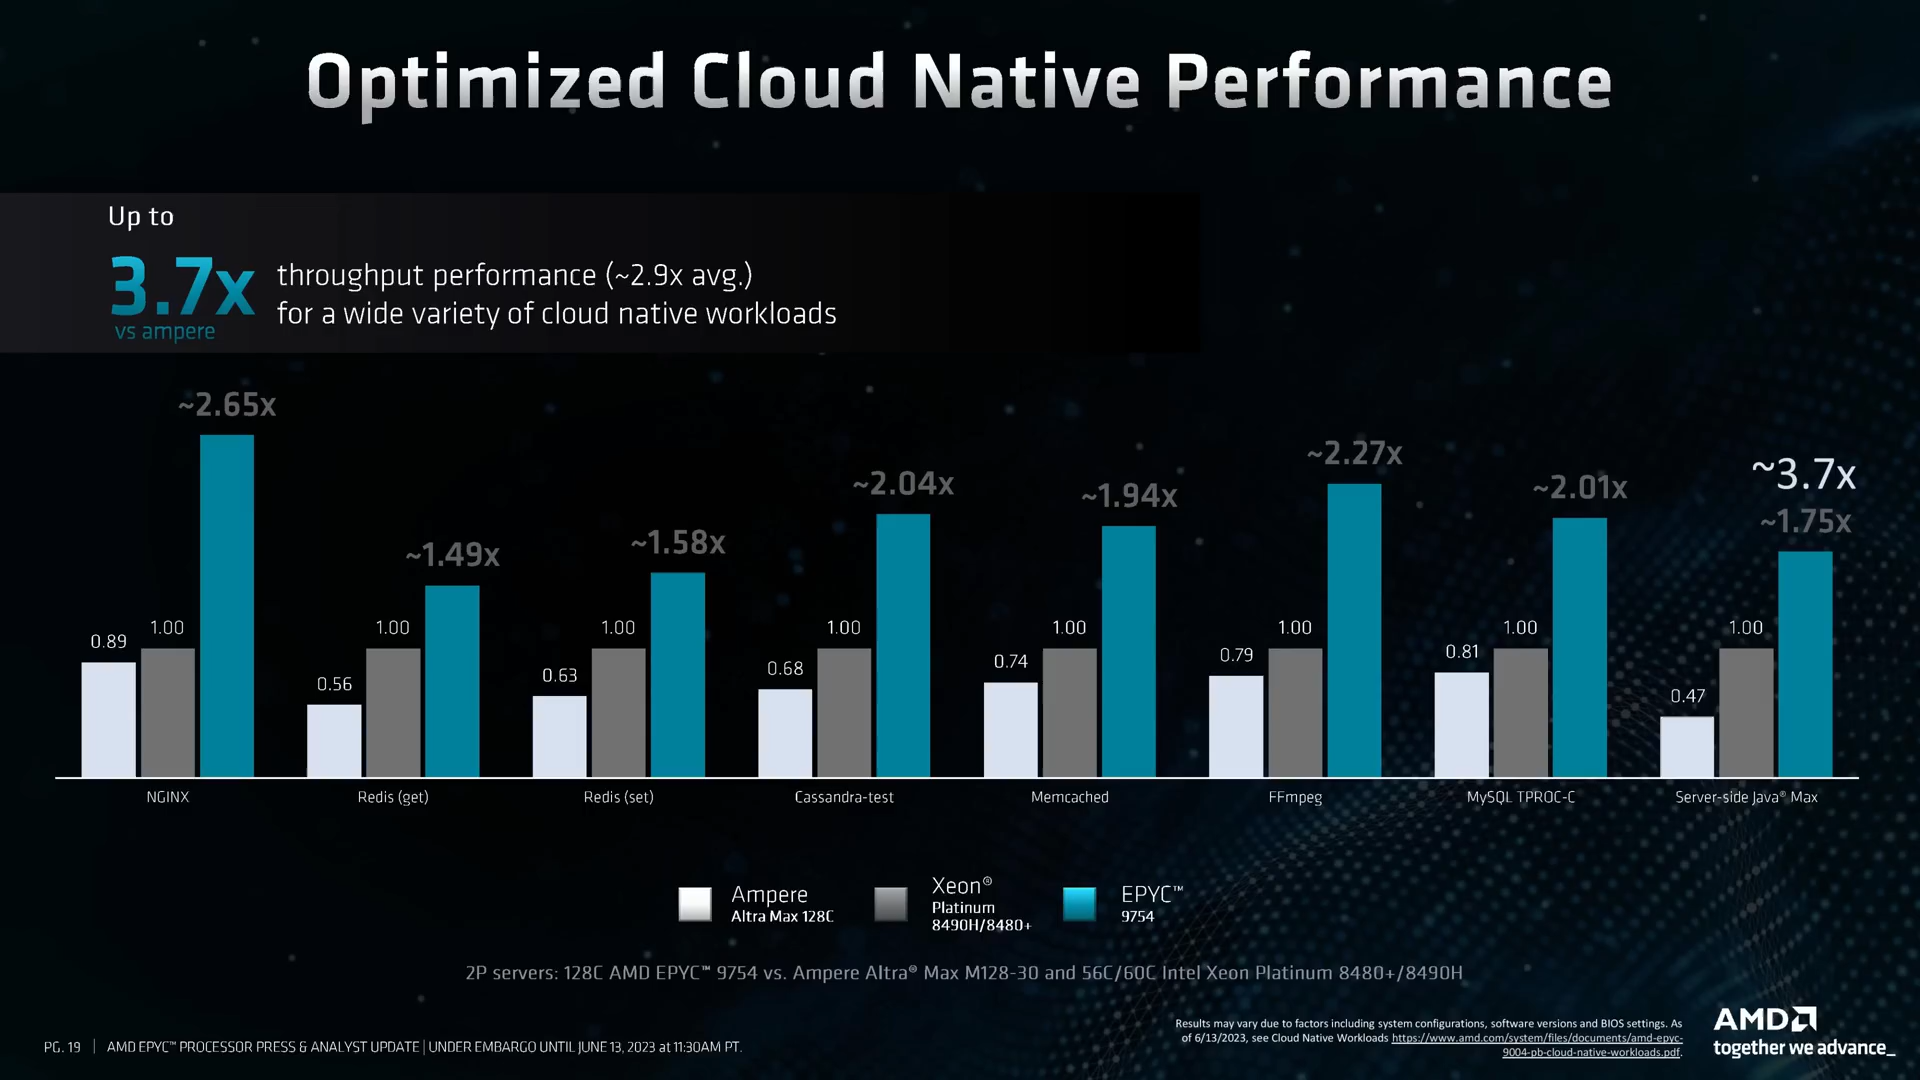 Optimized Cloud Native Performance
Up to
3.7x
vs ampere
throughput performance (~2.9x avg.)
for a wide variety of cloud native workloads
~2.65x
~1.49x
~1.58x
~2.04x
~1.94x
~2.27x
~2.01x
~3.7x
~1.75x
0.89
1.00
0.56
1.00
0.63
1.00
0.68
1.00
0.74
1.00
0.79
1.00
0.81
1.00
0.47
1.00
NGINX
Redis (get)
Redis (set)
Cassandra-test
Memcached
FFmpeg
MySQL TPROC-C
Server-side Java® Max
Ampere
Altra Max 128C
Xeon®
Platinum
8490H/8480+
EPYC™
9754
2P servers: 128C AMD EPYC™ 9754 vs. Ampere Altra® Max M128-30 and 56C/60C Intel Xeon Platinum 8480+/8490H
Results may vary due to factors including system configurations, software versions and BIOS settings. As
of 6/13/2023, see Cloud Native Workloads https://www.amd.com/system/files/documents/amd-epyc-
9004-pb-cloud-native-workloads.pdf.
PG. 19 | AMD EPYC™ PROCESSOR PRESS & ANALYST UPDATE | UNDER EMBARGO UNTIL JUNE 13, 2023 at 11:30AM PT.
AMD
together we advance_